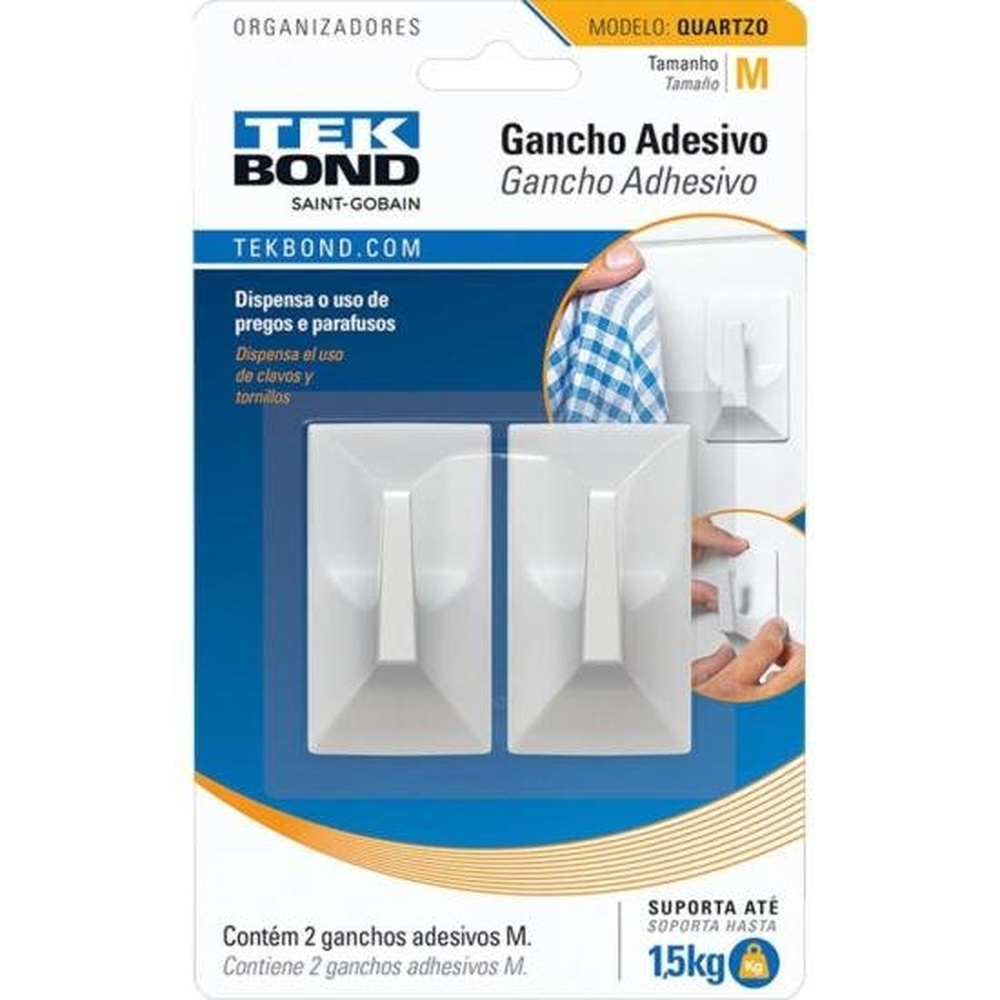 ORGANIZADORES
MODELO: QUARTZO
Tamanho
Tamaño
M
TEK
BOND
SAINT-GOBAIN
Gancho Adesivo
Gancho Adhesivo
TEKBOND.COM
Dispensa o uso de
pregos e parafusos
Dispensa el uso
de clavos y
tornillos
Contém 2 ganchos adesivos M.
Contiene 2 ganchos adhesivos M.
SUPORTA ATÉ
SOPORTA HASTA
1,5kg
Kg